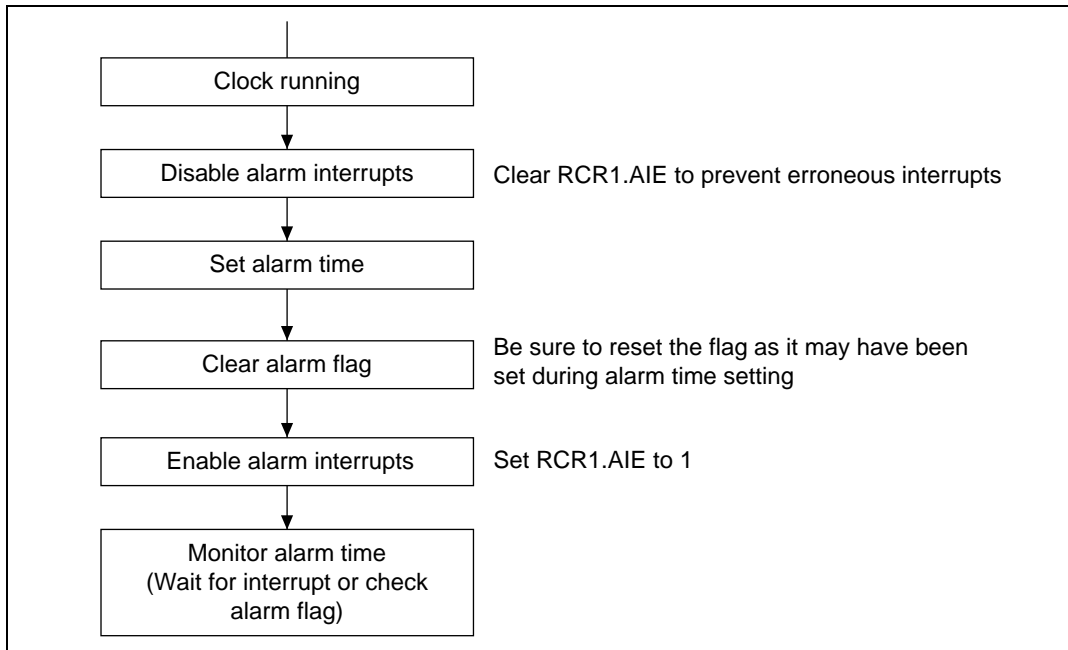 Clock running
Disable alarm interrupts
Clear RCR1.AIE to prevent erroneous interrupts
Set alarm time
Clear alarm flag
Be sure to reset the flag as it may have been
set during alarm time setting
Enable alarm interrupts
Set RCR1.AIE to 1
Monitor alarm time
(Wait for interrupt or check
alarm flag)